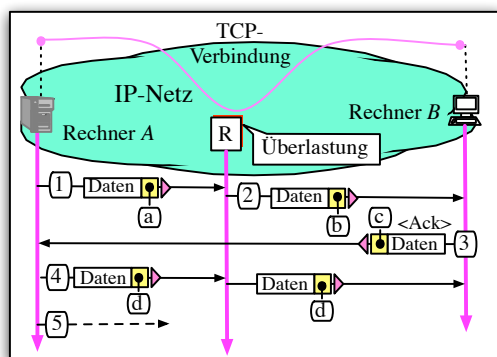 TCP-
Verbindung
IP-Netz
Rechner A
R
Rechner B
Überlastung
1 Daten
a
2 Daten
b
c <Ack>
Daten 3
4 Daten
d
Daten
d
5